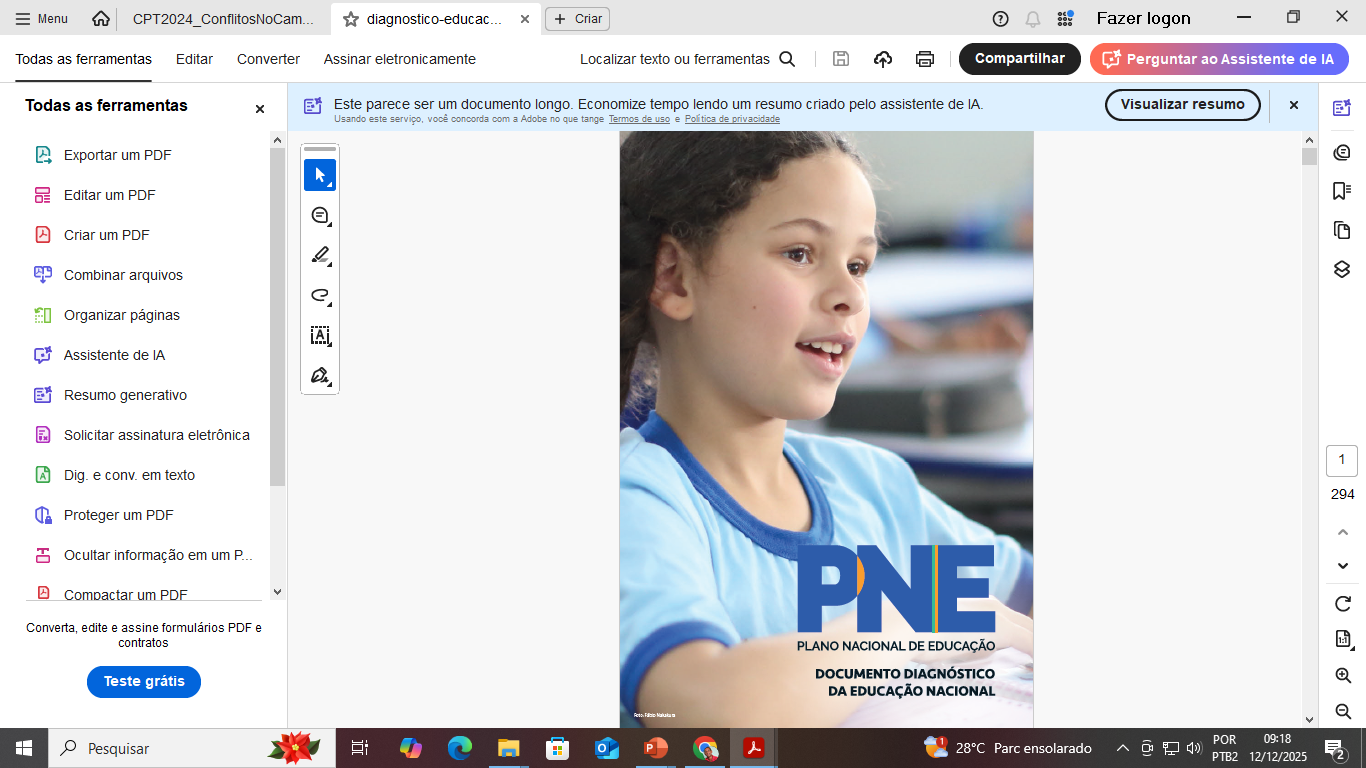 Menu
CPT2024_ConflitosNoCam...
diagnostico-educac...
Criar
Fazer logon
Todas as ferramentas
Editar
Converter
Assinar eletronicamente
Localizar texto ou ferramentas
Compartilhar
Perguntar ao Assistente de IA
Todas as ferramentas
Este parece ser um documento longo. Economize tempo lendo um resumo criado pelo assistente de IA.
Usando este serviço, você concorda com a Adobe no que tange Termos de uso e Política de privacidade
Visualizar resumo
Exportar um PDF
Editar um PDF
Criar um PDF
Combinar arquivos
Organizar páginas
Assistente de IA
Resumo generativo
Solicitar assinatura eletrônica
Dig. e conv. em texto
Proteger um PDF
Ocultar informação em um P...
Compactar um PDF
Converta, edite e assine formulários PDF e
contratos
Teste grátis
PNE
PLANO NACIONAL DE EDUCAÇÃO
DOCUMENTO DIAGNÓSTICO
DA EDUCAÇÃO NACIONAL
1
294
Pesquisar
28°C Parc ensolarado
POR
PTB2
09:18
12/12/2025
2